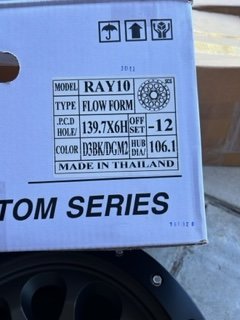 MODEL RAY10
TYPE FLOW FORM
.P.C.D HOLE/ 139.7X6H OFF SET -12
COLOR D3BK/DGM2 HUB DIA/ 106.1
MADE IN THAILAND
TOM SERIES